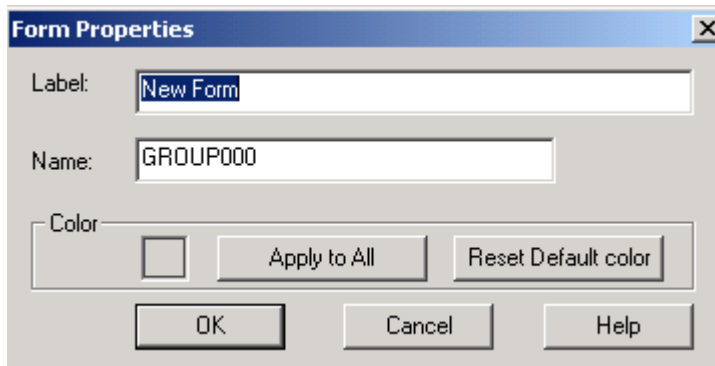 Form Properties
Label:
New Form
Name:
GROUP000
Color
Apply to All
Reset Default color
OK
Cancel
Help